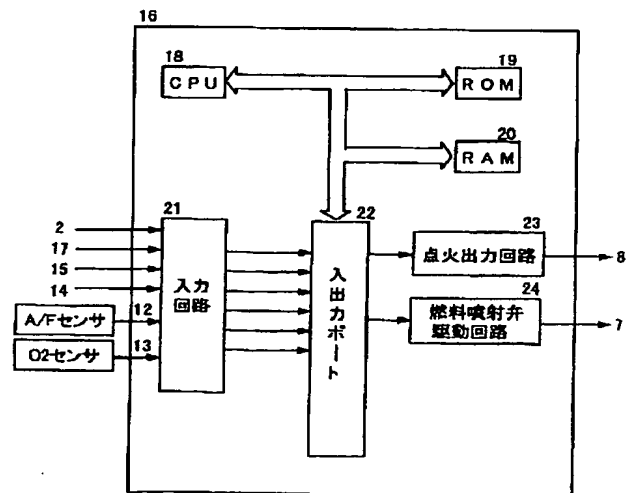 16
18
CPU
19
ROM
20
RAM
21
入力
回路
22
入出力ポート
23
点火出力回路
8
24
燃料噴射弁
駆動回路
7
2
17
15
14
A/Fセンサ
12
O2センサ
13